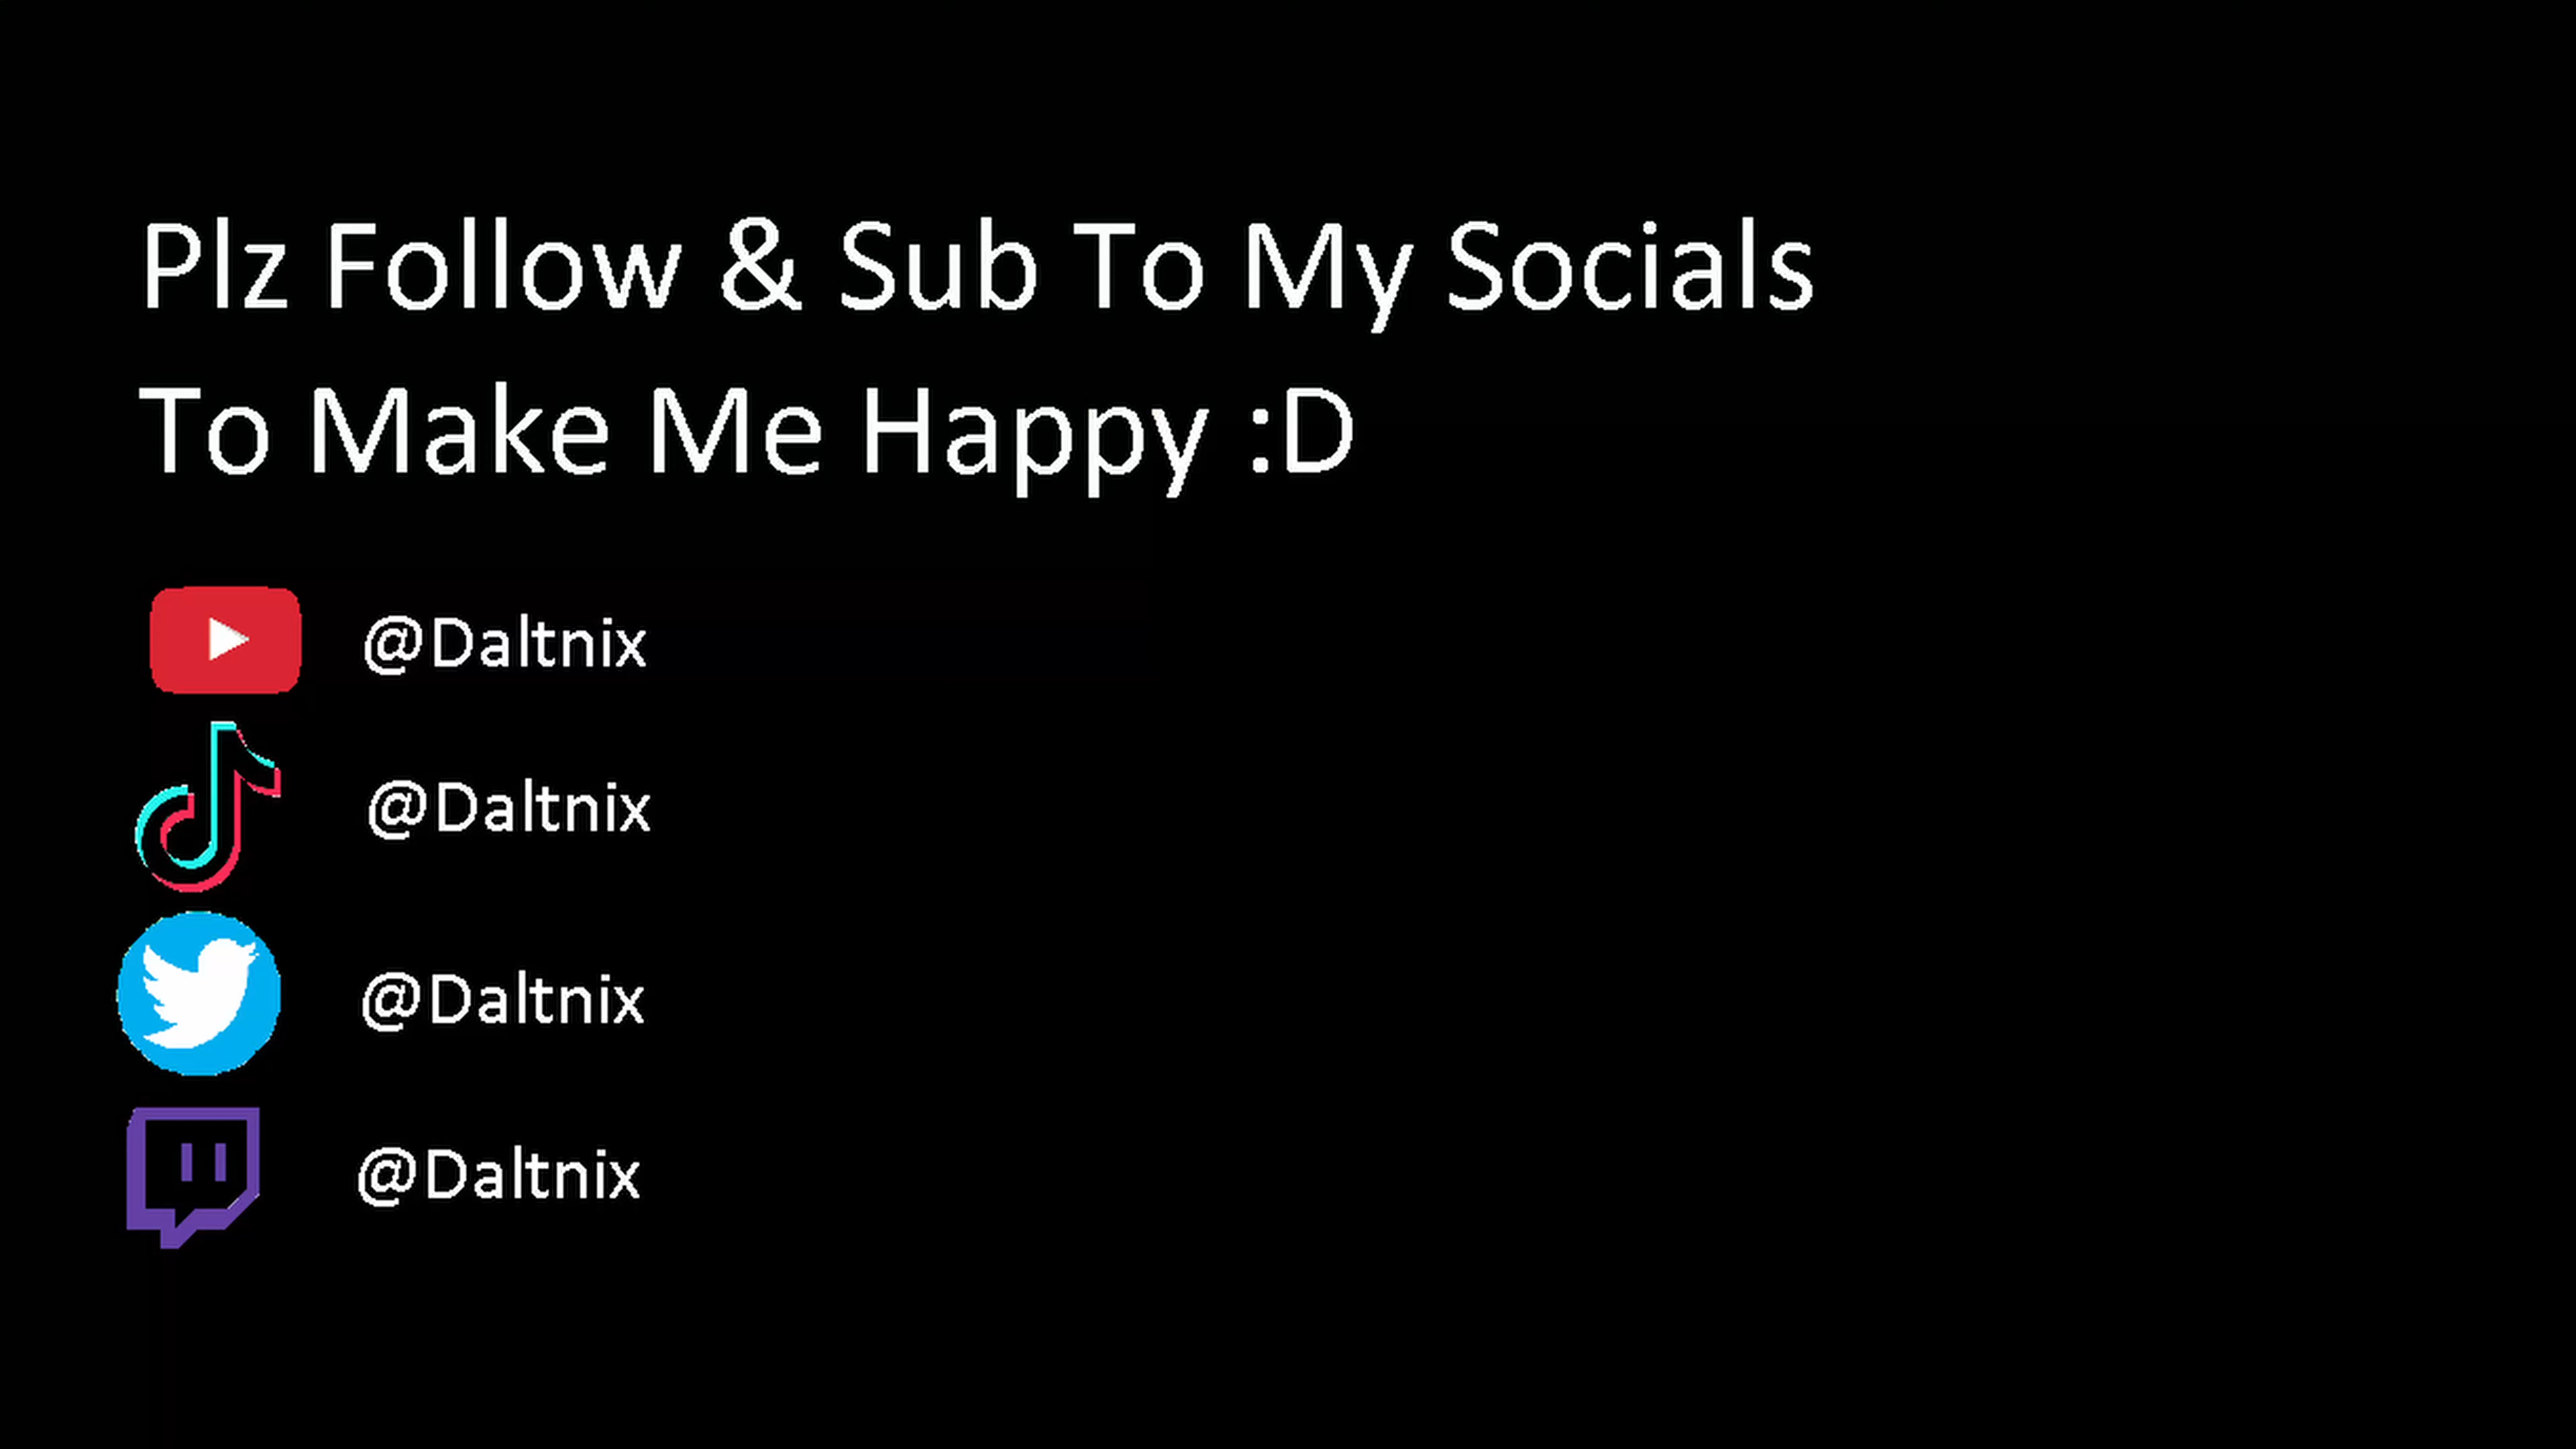 Plz Follow & Sub To My Socials
To Make Me Happy :D
@Daltnix
@Daltnix
@Daltnix
@Daltnix